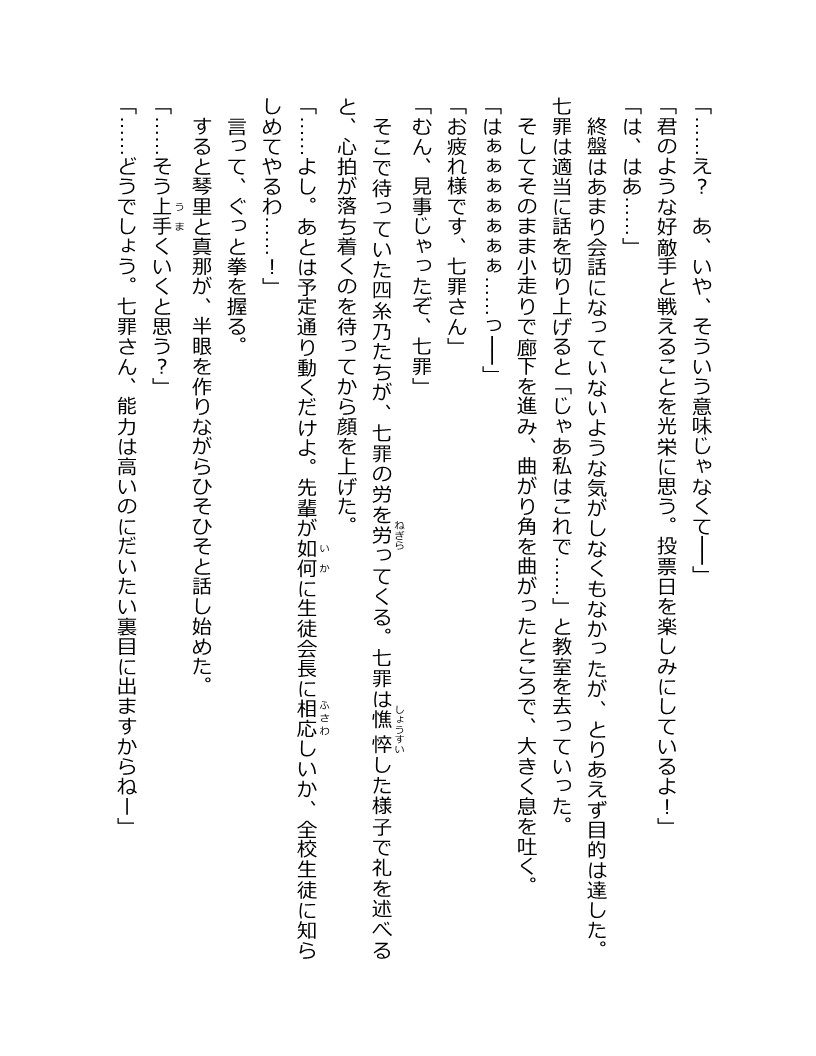 「……え？　あ、いや、そういう意味じゃなくて――」
「君のような好敵手と戦えることを光栄に思う。投票日を楽しみにしているよ！」
「は、はあ……」
　終盤はあまり会話になっていないような気がしなくもなかったが、とりあえず目的は達した。
七罪は適当に話を切り上げると「じゃあ私はこれで……」と教室を去っていった。
　そしてそのまま小走りで廊下を進み、曲がり角を曲がったところで、大きく息を吐く。
「はぁぁぁぁぁぁぁ……っ――」
「お疲れ様です、七罪さん」
「むん、見事じゃったぞ、七罪」
　そこで待っていた四糸乃たちが、七罪の労を労ってくる。七罪は憔悴した様子で礼を述べる
と、心拍が落ち着くのを待ってから顔を上げた。
「……よし。あとは予定通り動くだけよ。先輩が如何に生徒会長に相応しいか、全校生徒に知ら
しめてやるわ……！」
　言って、ぐっと拳を握る。
　すると琴里と真那が、半眼を作りながらひそひそと話し始めた。
「……そう上手くいくと思う？」
「……どうでしょう。七罪さん、能力は高いのにだいたい裏目に出ますからねー」
ねぎら
しょうすい
いか
ふさわ
うま